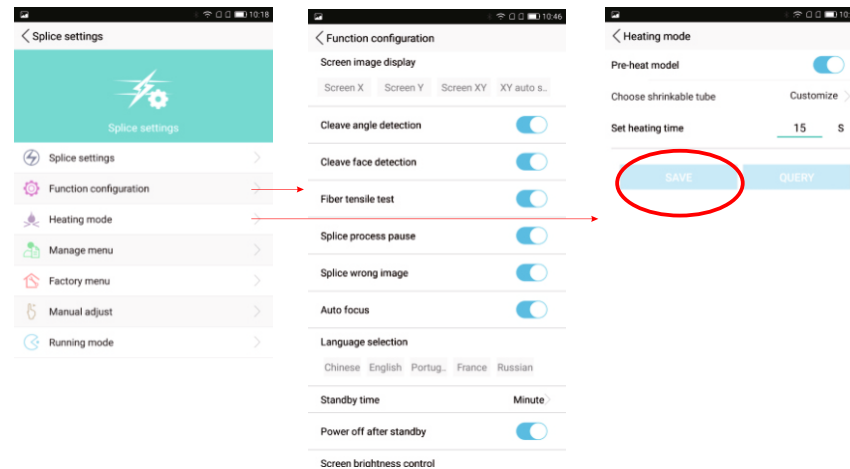 10:18
Splice settings
Splice settings
Splice settings
Function configuration
Heating mode
Manage menu
Factory menu
Manual adjust
Running mode
10:46
Function configuration
Screen image display
Screen X Screen Y Screen XY XY auto s..
Cleave angle detection
Cleave face detection
Fiber tensile test
Splice process pause
Splice wrong image
Auto focus
Language selection
Chinese English Portug.. France Russian
Standby time Minute
Power off after standby
Screen brightness control
10:
Heating mode
Pre-heat model
Choose shrinkable tube Customize
Set heating time 15 S
SAVE QUERY